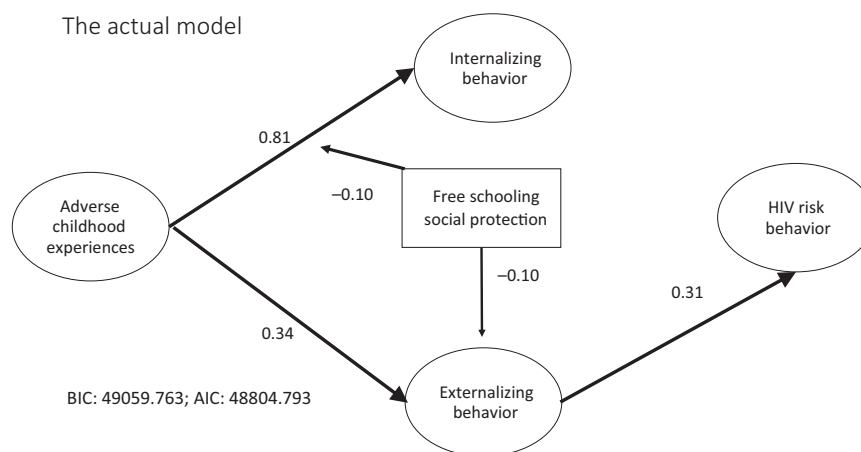 The actual model
Internalizing
behavior
0.81
–0.10
Free schooling
social protection
Adverse
childhood
experiences
HIV risk
behavior
–0.10
0.31
0.34
BIC: 49059.763; AIC: 48804.793
Externalizing
behavior